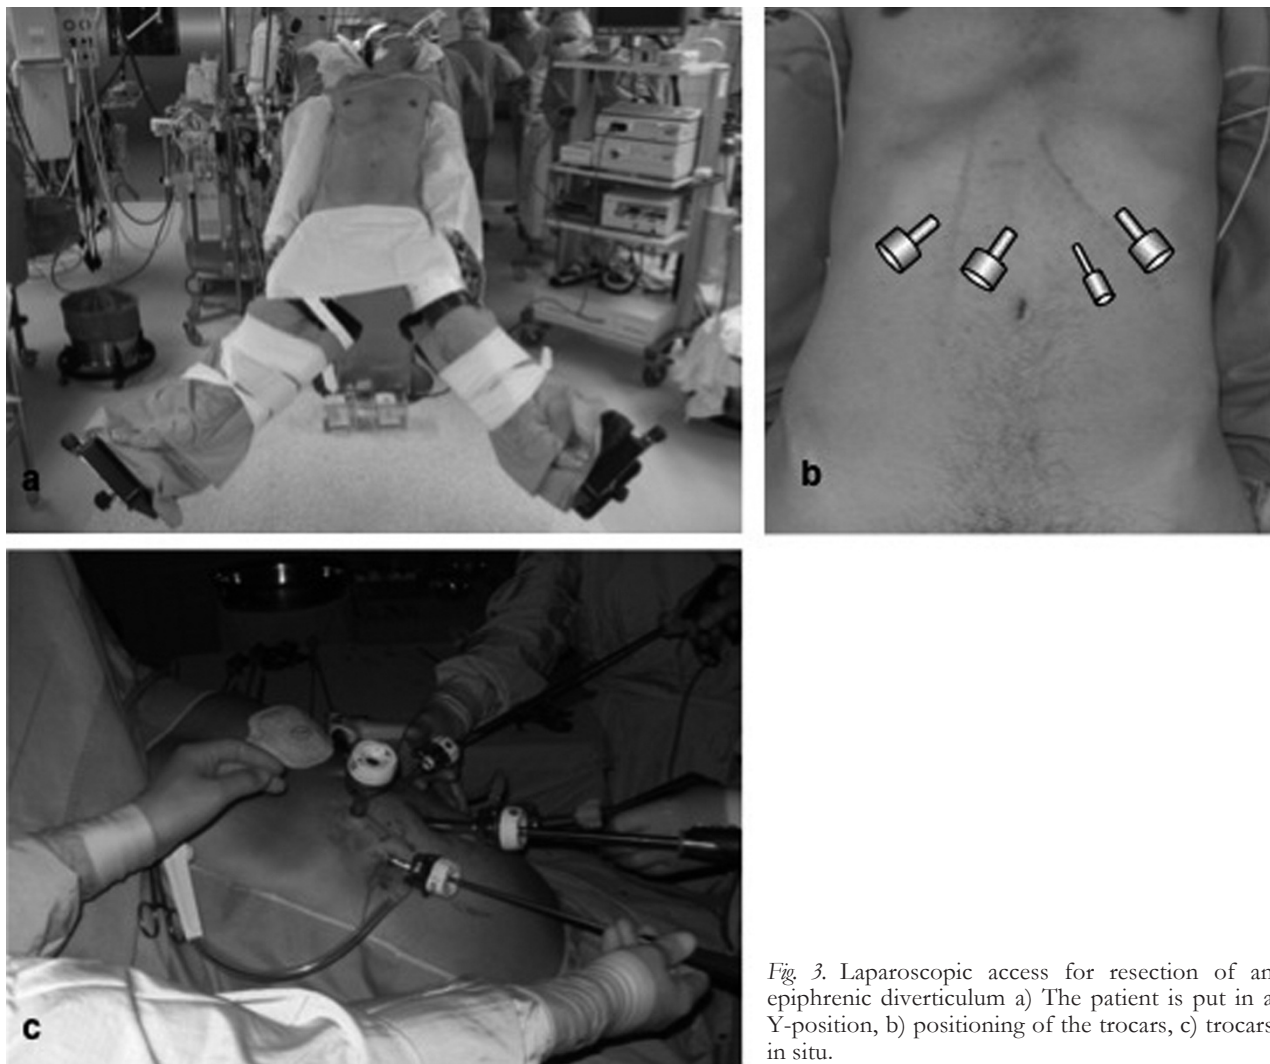 a
b
c
Fig. 3. Laparoscopic access for resection of an
epiphrenic diverticulum a) The patient is put in a
Y-position, b) positioning of the trocars, c) trocars
in situ.